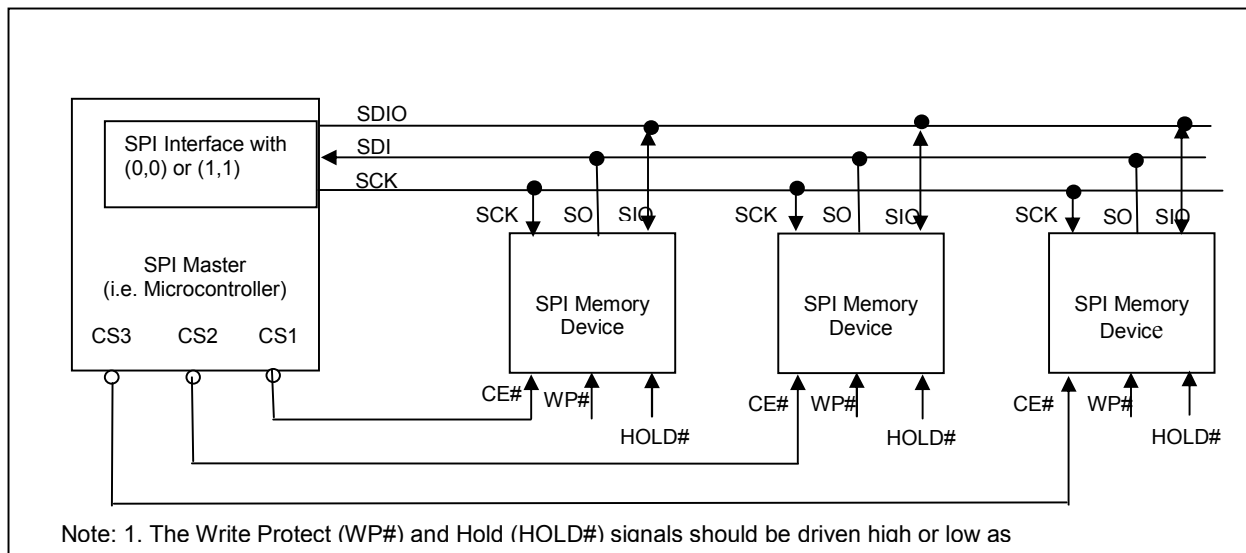 SDIO
SPI Interface with
(0,0) or (1,1)
SDI
SCK
SCK SO SIO
SCK SO SIO
SCK SO SIO
SPI Master
(i.e. Microcontroller)
SPI Memory
Device
SPI Memory
Device
SPI Memory
Device
CS3 CS2 CS1
CE# WP#
HOLD#
CE# WP#
HOLD#
CE# WP#
HOLD#
Note: 1. The Write Protect (WP#) and Hold (HOLD#) signals should be driven high or low as